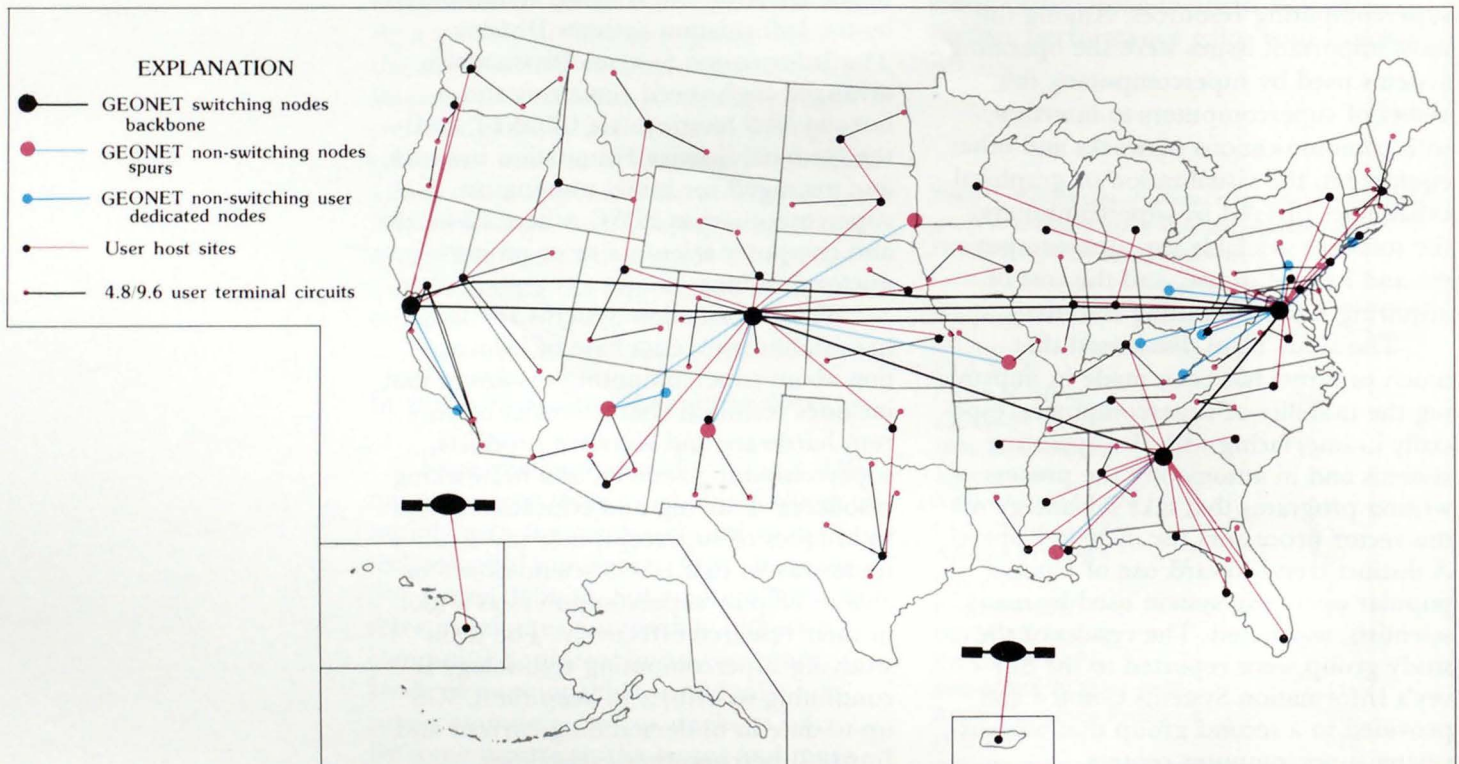 EXPLANATION
GEONET switching nodes
backbone
GEONET non-switching nodes
spurs
GEONET non-switching user
dedicated nodes
User host sites
4.8/9.6 user terminal circuits